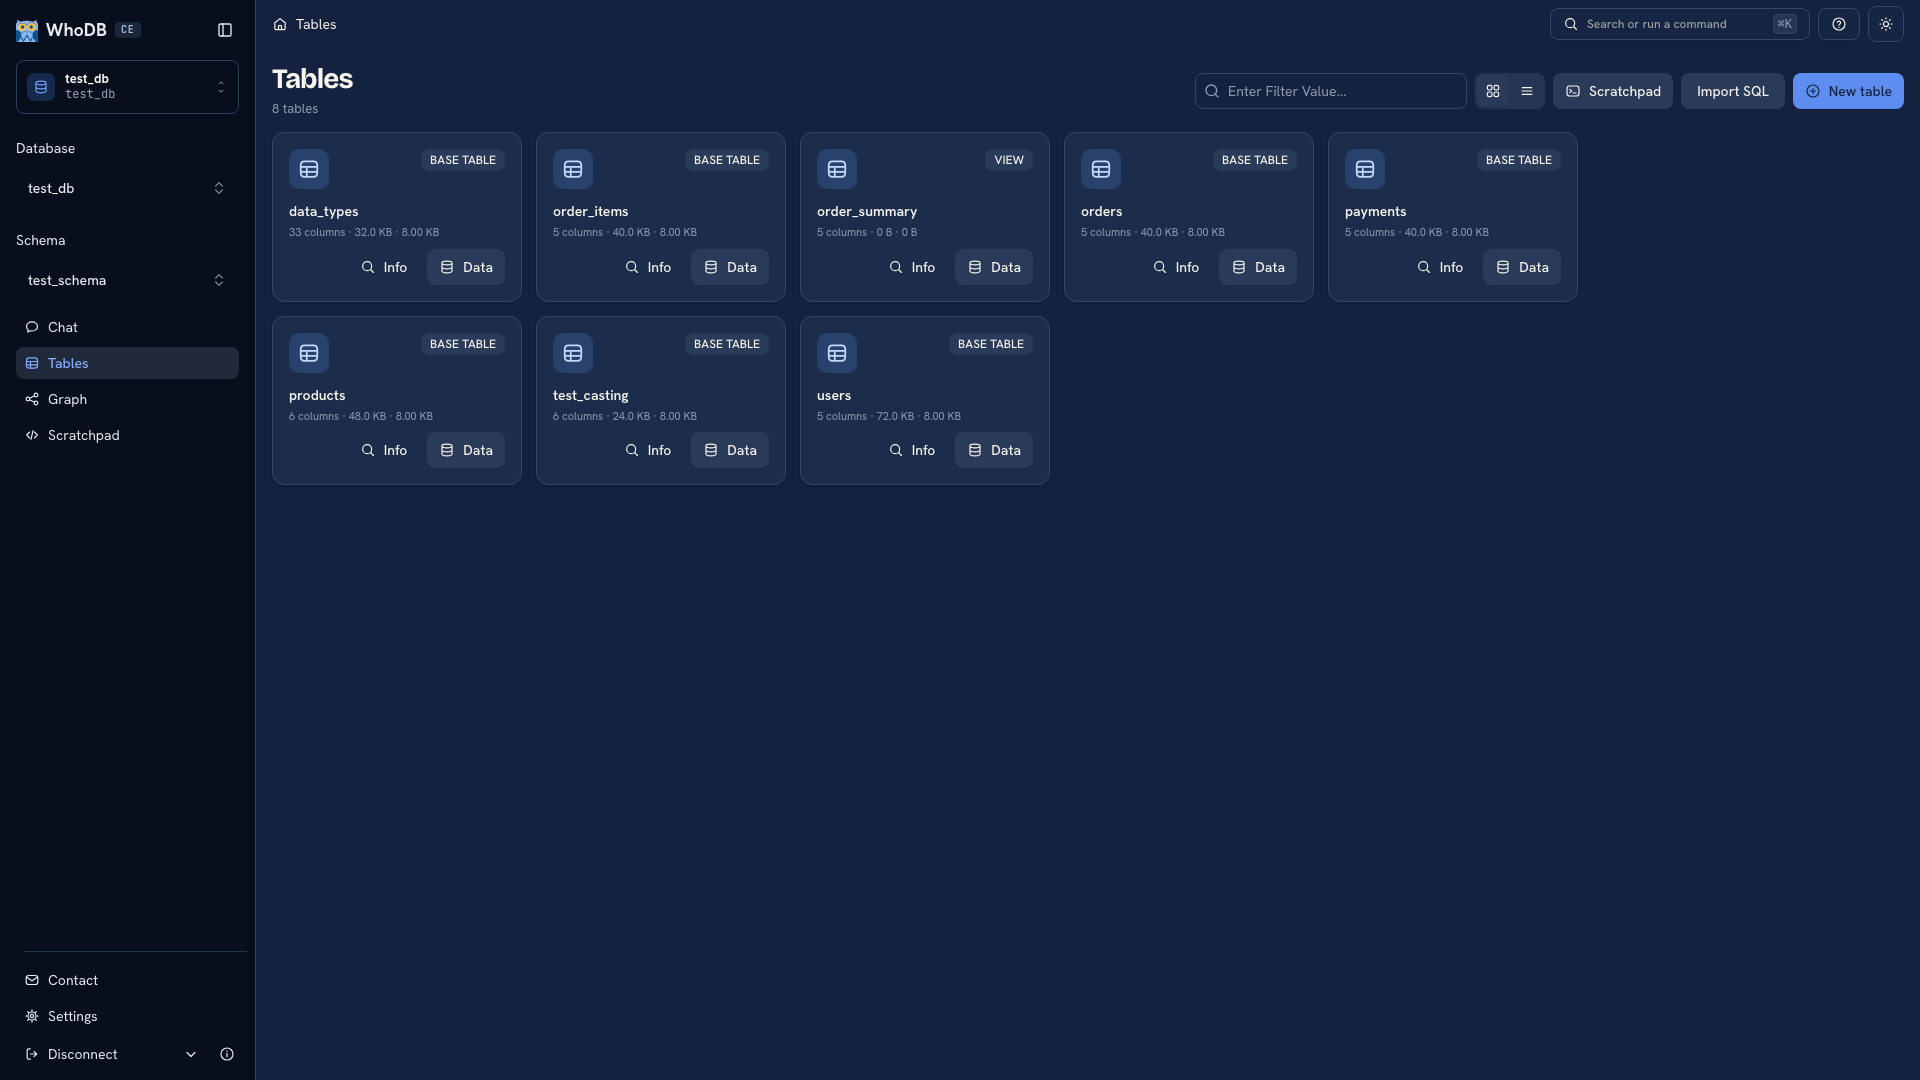 WhoDB CE
test_db
test_db
Database
test_db
Schema
test_schema
Chat
Tables
Graph
Scratchpad
Contact
Settings
Disconnect
Tables
Search or run a command ⌘K
Tables
8 tables
Enter Filter Value...
Scratchpad
Import SQL
New table
BASE TABLE
data_types
33 columns · 32.0 KB · 8.00 KB
Info Data
BASE TABLE
order_items
5 columns · 40.0 KB · 8.00 KB
Info Data
VIEW
order_summary
5 columns · 0 B · 0 B
Info Data
BASE TABLE
orders
5 columns · 40.0 KB · 8.00 KB
Info Data
BASE TABLE
payments
5 columns · 40.0 KB · 8.00 KB
Info Data
BASE TABLE
products
6 columns · 48.0 KB · 8.00 KB
Info Data
BASE TABLE
test_casting
6 columns · 24.0 KB · 8.00 KB
Info Data
BASE TABLE
users
5 columns · 72.0 KB · 8.00 KB
Info Data